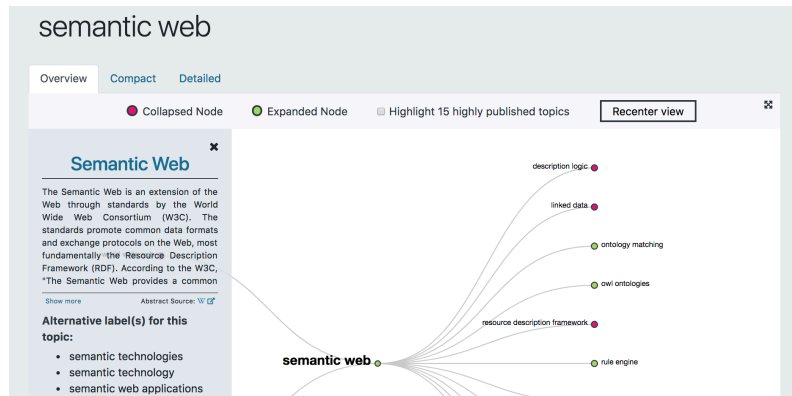 semantic web
Overview
Compact
Detailed
Collapsed Node
Expanded Node
Highlight 15 highly published topics
Recenter view
Semantic Web
The Semantic Web is an extension of the
Web through standards by the World
Wide Web Consortium (W3C). The
standards promote common data formats
and exchange protocols on the Web, most
fundamentally the Resource Description
Framework (RDF). According to the W3C,
"The Semantic Web provides a common
Show more
Abstract Source: W
Alternative label(s) for this
topic:
• semantic technologies
• semantic technology
• semantic web applications
description logic
linked data
ontology matching
owl ontologies
resource description framework
semantic web
rule engine